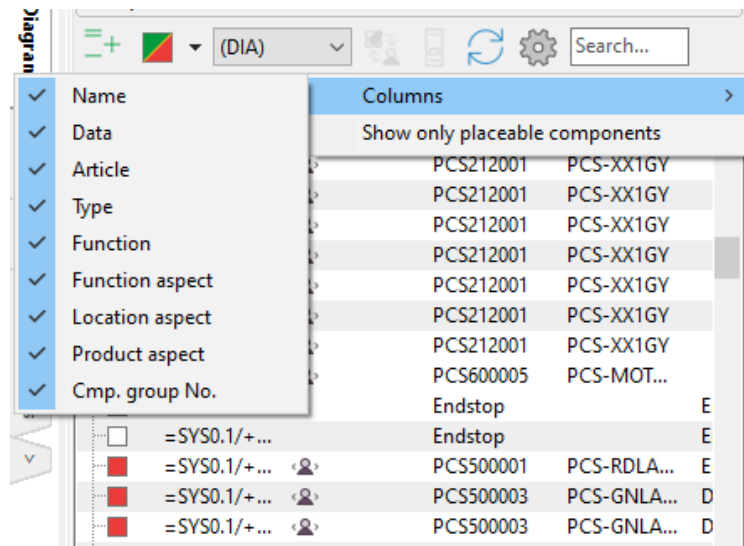 Diagram
(DIA)
Search...
Name
Columns
Data
Show only placeable components
Article
PCS212001 PCS-XX1GY
Type
PCS212001 PCS-XX1GY
PCS212001 PCS-XX1GY
Function
PCS212001 PCS-XX1GY
Function aspect
PCS212001 PCS-XX1GY
Location aspect
PCS212001 PCS-XX1GY
Product aspect
PCS212001 PCS-XX1GY
PCS600005 PCS-MOT...
Cmp. group No.
Endstop E
=SYS0.1/+... Endstop E
=SYS0.1/+... PCS500001 PCS-RDLA... E
=SYS0.1/+... PCS500003 PCS-GNLA... D
=SYS0.1/+... PCS500003 PCS-GNLA... D